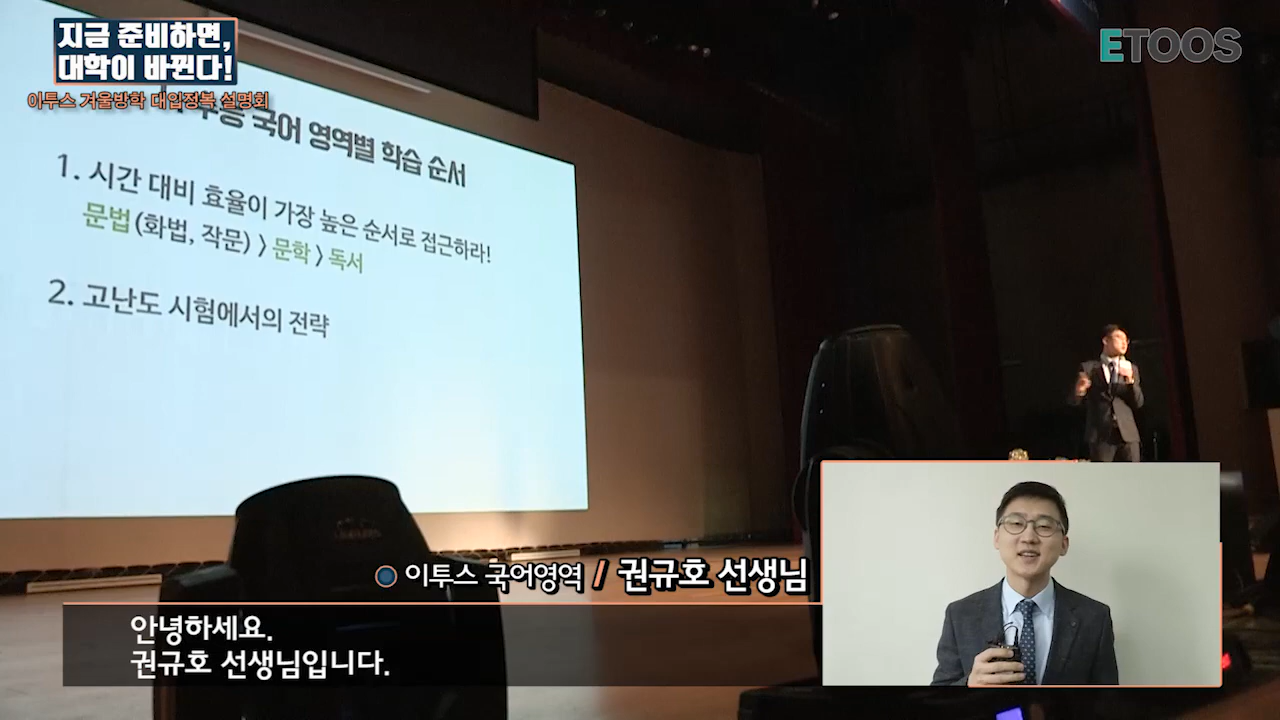 지금 준비하면,
대학이 바뀐다!
이투스 겨울방학 대입정복 설명회
ETOOS
국어 영역별 학습 순서
1. 시간 대비 효율이 가장 높은 순서로 접근하라!
문법(화법, 작문) > 문학 > 독서
2. 고난도 시험에서의 전략
이투스 국어영역 / 권규호 선생님
안녕하세요.
권규호 선생님입니다.